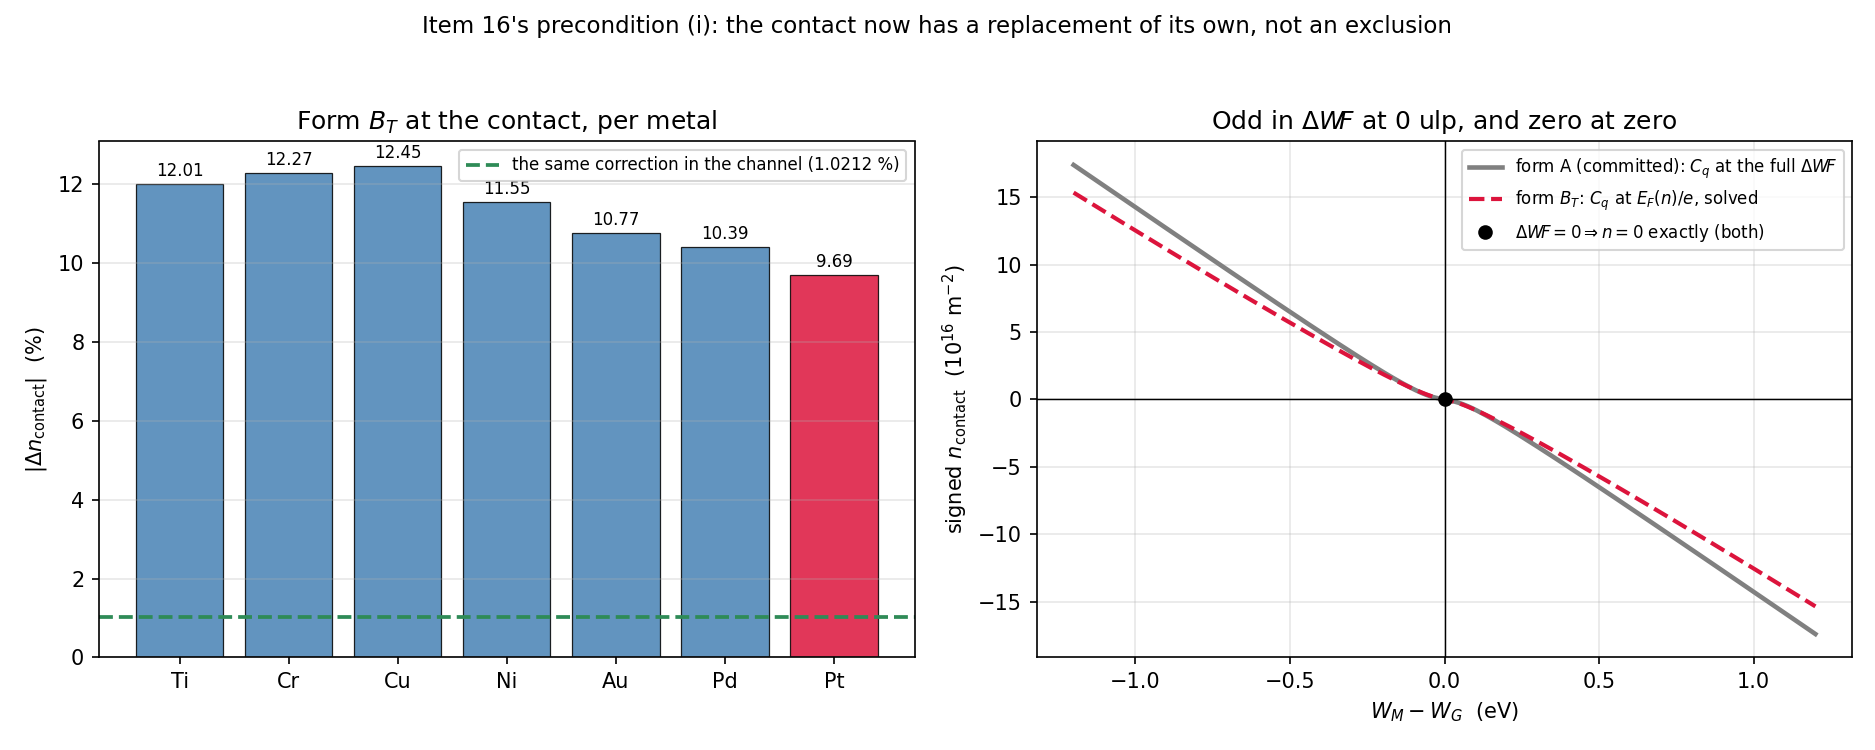 Item 16's precondition (i): the contact now has a replacement of its own, not an exclusion
Form $B_T$ at the contact, per metal
the same correction in the channel (1.0212 %)
12.01
12.27
12.45
11.55
10.77
10.39
9.69
|Δn_contact| (%)
12
10
8
6
4
2
0
Ti Cr Cu Ni Au Pd Pt
Odd in ΔWF at 0 ulp, and zero at zero
form A (committed): $C_q$ at the full ΔWF
form $B_T$: $C_q$ at $E_F(n)/e$, solved
ΔWF = 0 ⇒ n = 0 exactly (both)
signed $n_{contact}$ ($10^{16}$ m$^{-2}$)
15
10
5
0
−5
−10
−15
−1.0 −0.5 0.0 0.5 1.0
$W_M − W_G$ (eV)